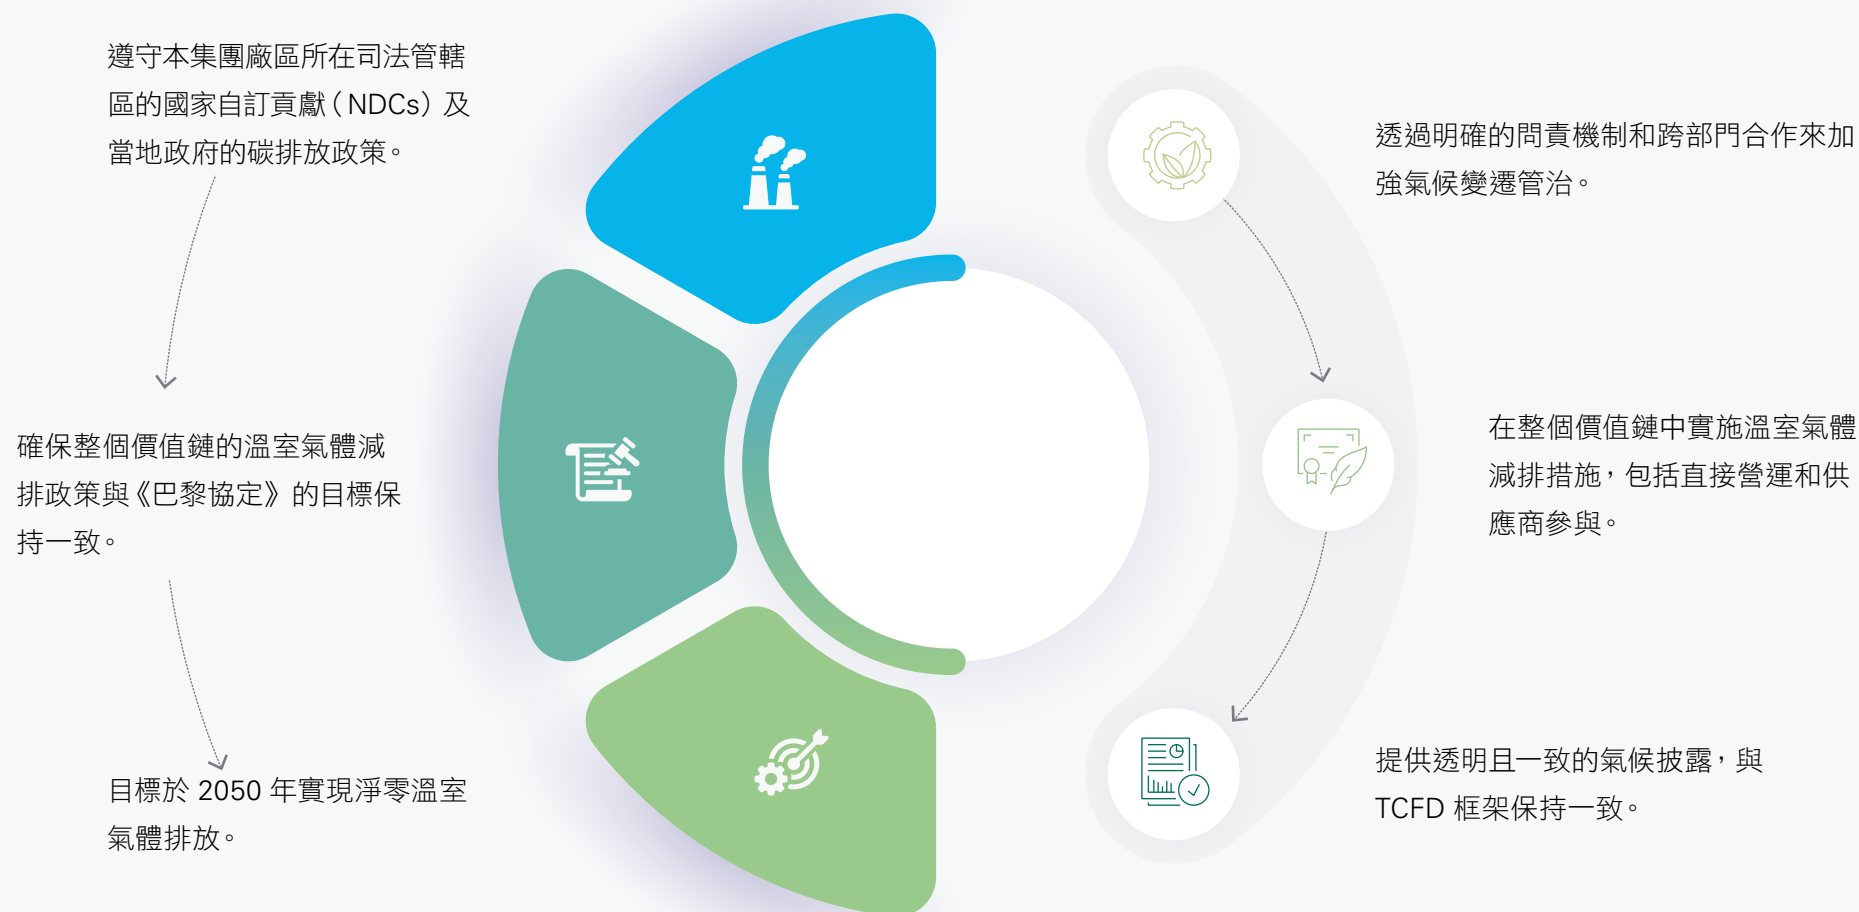 遵守本集團廠區所在司法管轄
區的國家自訂貢獻（NDCs）及
當地政府的碳排放政策。
確保整個價值鏈的溫室氣體減
排政策與《巴黎協定》的目標保
持一致。
目標於 2050 年實現淨零溫室
氣體排放。
透過明確的問責機制和跨部門合作來加
強氣候變遷管治。
在整個價值鏈中實施溫室氣體
減排措施，包括直接營運和供
應商參與。
提供透明且一致的氣候披露，與
TCFD 框架保持一致。